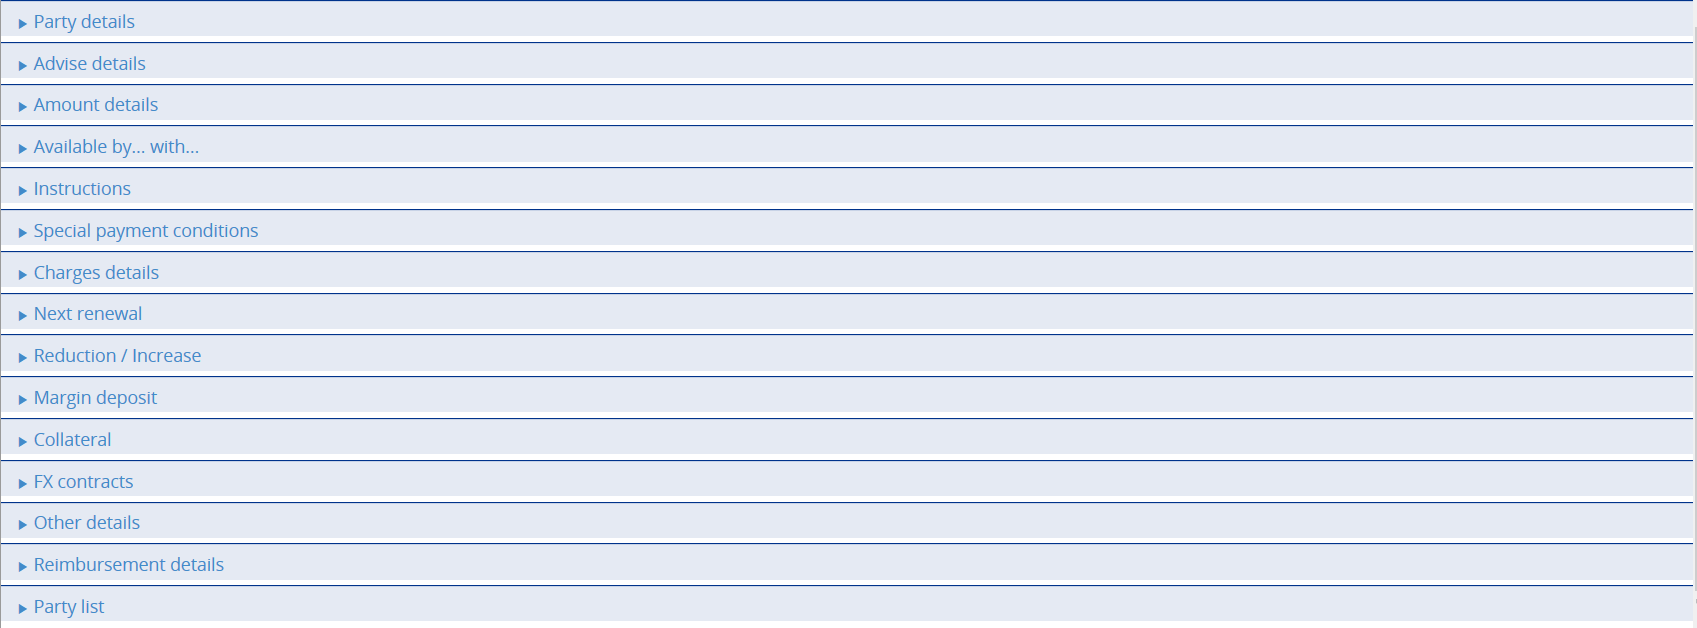 Party details
Advise details
Amount details
Available by... with...
Instructions
Special payment conditions
Charges details
Next renewal
Reduction / Increase
Margin deposit
Collateral
FX contracts
Other details
Reimbursement details
Party list